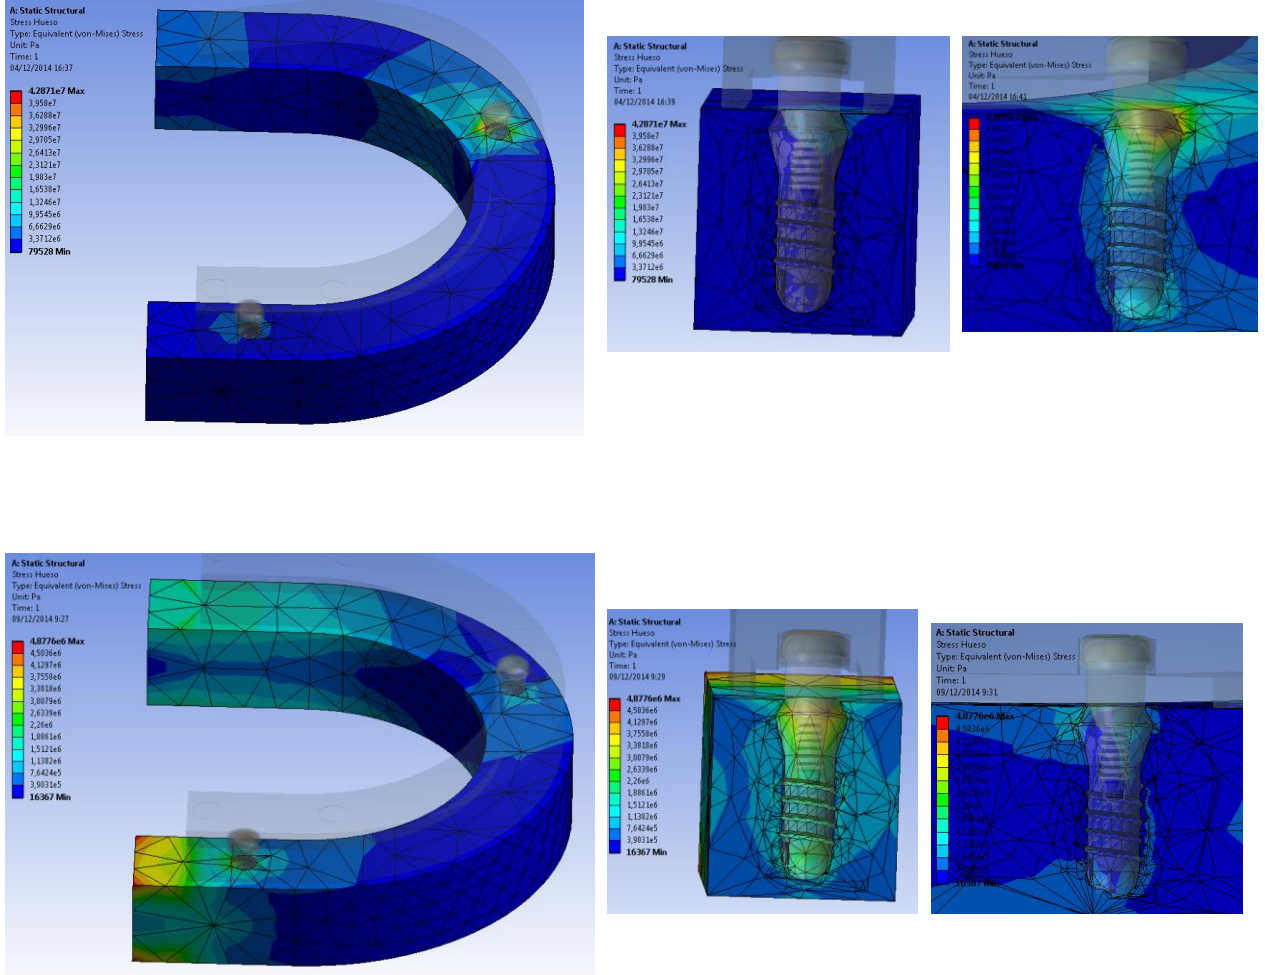 A: Static Structural
Stress Hueso
Type: Equivalent (von-Mises) Stress
Unit: Pa
Time: 1
04/12/2014 16:37
4,2871e7 Max
3,958e7
3,6288e7
3,2996e7
2,9705e7
2,6413e7
2,3121e7
1,983e7
1,6538e7
1,3246e7
9,9545e6
6,6629e6
3,3712e6
79528 Min
A: Static Structural
Stress Hueso
Type: Equivalent (von-Mises) Stress
Unit: Pa
Time: 1
04/12/2014 16:39
4,2871e7 Max
3,958e7
3,6288e7
3,2996e7
2,9705e7
2,6413e7
2,3121e7
1,983e7
1,6538e7
1,3246e7
9,9545e6
6,6629e6
3,3712e6
79528 Min
A: Static Structural
Stress Hueso
Type: Equivalent (von-Mises) Stress
Unit: Pa
Time: 1
04/12/2014 16:41
A: Static Structural
Stress Hueso
Type: Equivalent (von-Mises) Stress
Unit: Pa
Time: 1
09/12/2014 9:27
4,8776e6 Max
4,5036e6
4,1297e6
3,7558e6
3,3818e6
3,0079e6
2,6339e6
2,26e6
1,8861e6
1,5121e6
1,1382e6
7,6424e5
3,9031e5
16367 Min
A: Static Structural
Stress Hueso
Type: Equivalent (von-Mises) Stress
Unit: Pa
Time: 1
09/12/2014 9:29
4,8776e6 Max
4,5036e6
4,1297e6
3,7558e6
3,3818e6
3,0079e6
2,6339e6
2,26e6
1,8861e6
1,5121e6
1,1382e6
7,6424e5
3,9031e5
16367 Min
A: Static Structural
Stress Hueso
Type: Equivalent (von-Mises) Stress
Unit: Pa
Time: 1
09/12/2014 9:31
4,8776e6 Max
4,5036e6
16367 Min